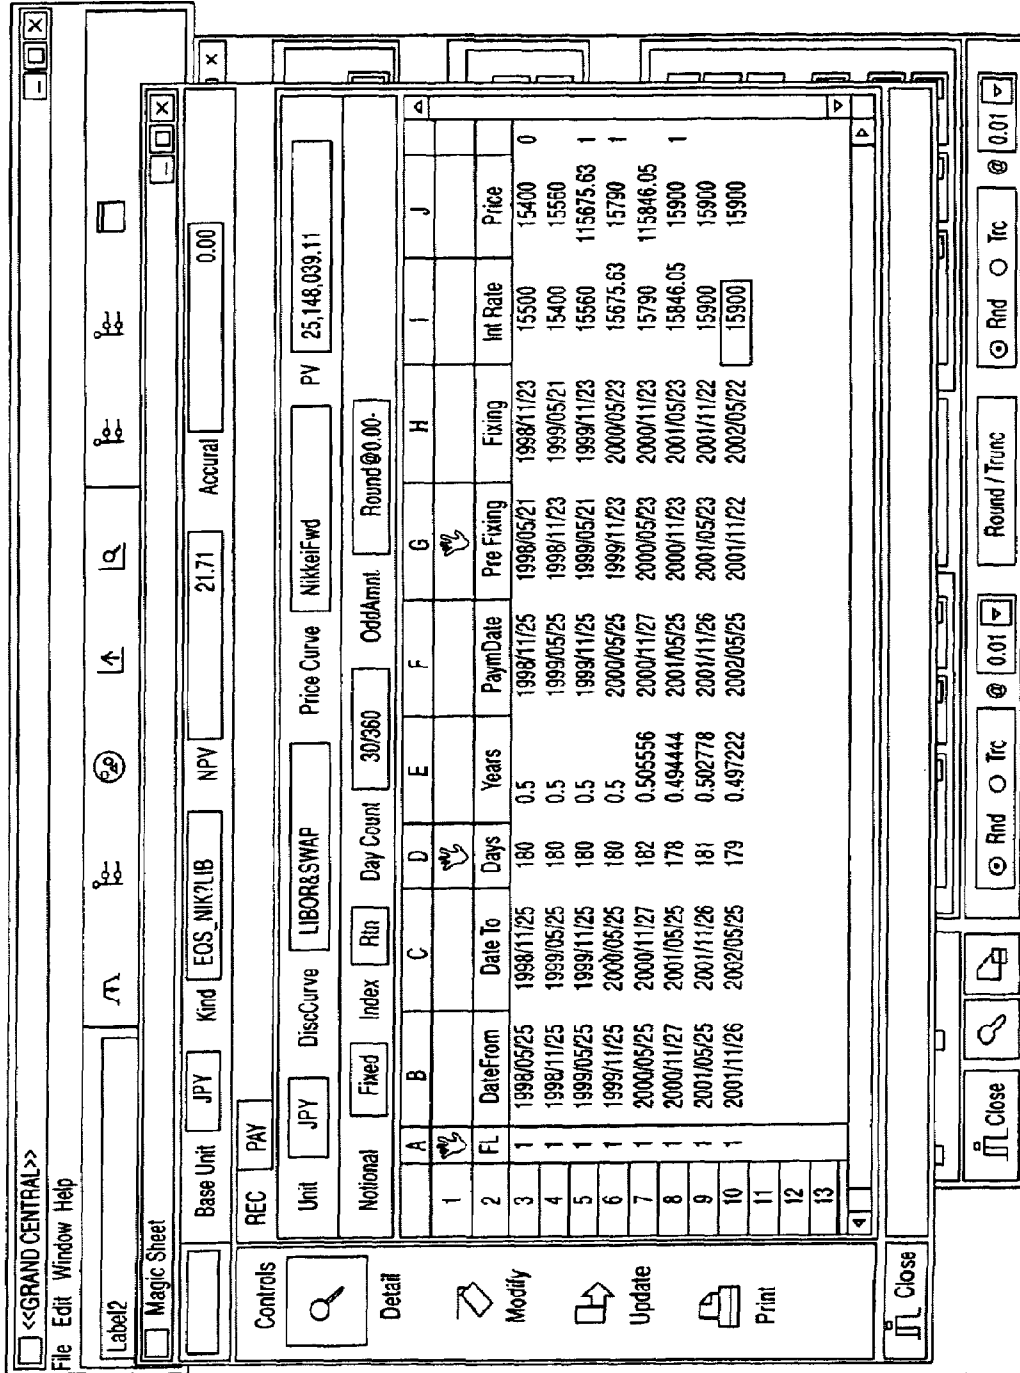 <<GRAND CENTRAL>>
File Edit Window Help
Label2
Magic Sheet
Base Unit JPY Kind EQS_NIK?LIB NPV 21.71 Accural 0.00
Controls
Detail
Modify
Update
Print
Close
REC PAY
Unit JPY DiscCurve LIBOR&SWAP Price Curve NikkeiFwd PV 25,148,039.11
Notional Fixed Index Rtn Day Count 30/360 OddAmnt Round@0.00-
A B C D E F G H I J
1
2 FL DateFrom Date To Days Years PaymDate Pre Fixing Fixing Int Rate Price
3 1 1998/05/25 1998/11/25 180 0.5 1998/11/25 1998/05/21 1998/11/23 15500 15400 0
4 1 1998/11/25 1999/05/25 180 0.5 1999/05/25 1998/11/23 1999/05/21 15400 15560
5 1 1999/05/25 1999/11/25 180 0.5 1999/11/25 1999/05/21 1999/11/23 15560 115675.63 1
6 1 1999/11/25 2000/05/25 180 0.5 2000/05/25 1999/11/23 2000/05/23 15675.63 15790 1
7 1 2000/05/25 2000/11/27 182 0.505556 2000/11/27 2000/05/23 2000/11/23 15790 115846.05
8 1 2000/11/27 2001/05/25 178 0.494444 2001/05/25 2000/11/23 2001/05/23 15846.05 15900 1
9 1 2001/05/25 2001/11/26 181 0.502778 2001/11/26 2001/05/23 2001/11/22 15900 15900
10 1 2001/11/26 2002/05/25 179 0.497222 2002/05/25 2001/11/22 2002/05/22 15900 15900
11
12
13
Close Rnd Trc @ 0.01 Round / Trunc Rnd Trc @ 0.01